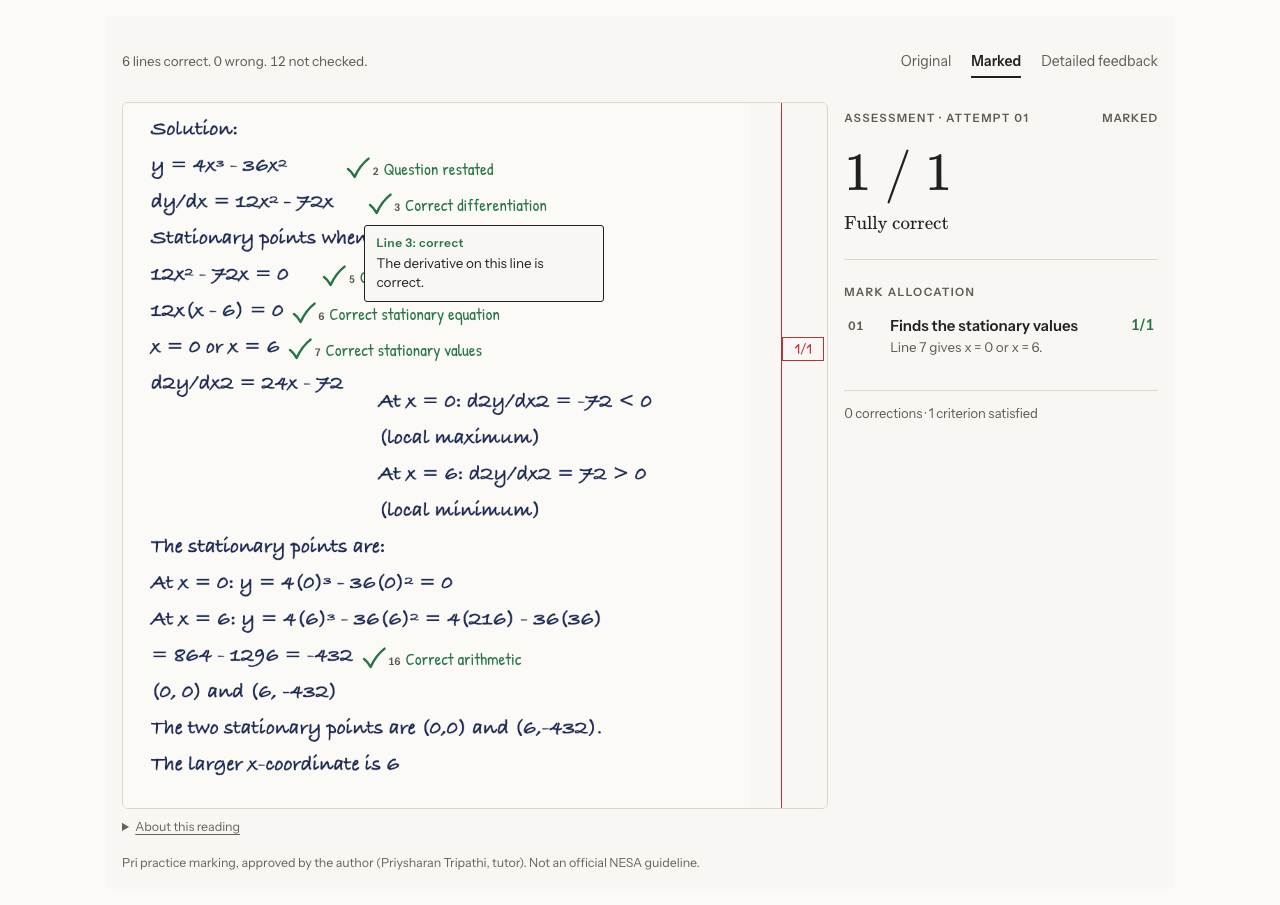 6 lines correct. 0 wrong. 12 not checked.
Original Marked Detailed feedback
Solution:
y = 4x³ - 36x² ✓ 2 Question restated
dy/dx = 12x² - 72x ✓ 3 Correct differentiation
Stationary points when
Line 3: correct
The derivative on this line is
correct.
12x² - 72x = 0 ✓ 5
12x(x - 6) = 0 ✓ 6 Correct stationary equation
x = 0 or x = 6 ✓ 7 Correct stationary values
1/1
d2y/dx2 = 24x - 72
At x = 0: d2y/dx2 = -72 < 0
(local maximum)
At x = 6: d2y/dx2 = 72 > 0
(local minimum)
The stationary points are:
At x = 0: y = 4(0)³ - 36(0)² = 0
At x = 6: y = 4(6)³ - 36(6)² = 4(216) - 36(36)
= 864 - 1296 = -432 ✓ 16 Correct arithmetic
(0, 0) and (6, -432)
The two stationary points are (0,0) and (6,-432).
The larger x-coordinate is 6
ASSESSMENT · ATTEMPT 01 MARKED
1 / 1
Fully correct
MARK ALLOCATION
01 Finds the stationary values 1/1
Line 7 gives x = 0 or x = 6.
0 corrections · 1 criterion satisfied
▶ About this reading
Pri practice marking, approved by the author (Priysharan Tripathi, tutor). Not an official NESA guideline.